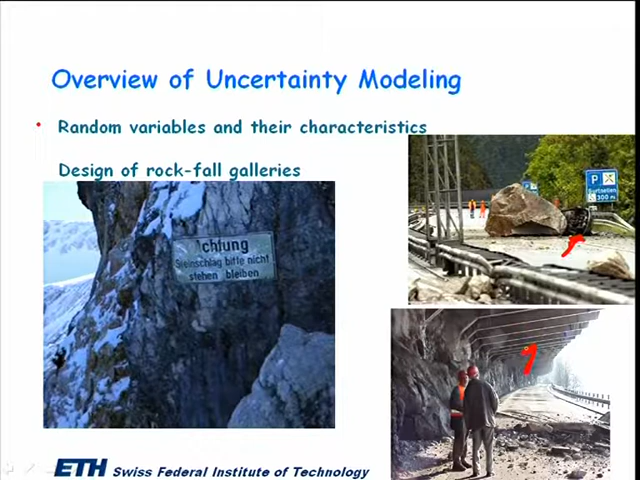 Overview of Uncertainty Modeling
• Random variables and their characteristics
Design of rock-fall galleries
Achtung
Steinschlag bitte nicht
stehen bleiben
P
Gurtnellen
300 m
ETH Swiss Federal Institute of Technology